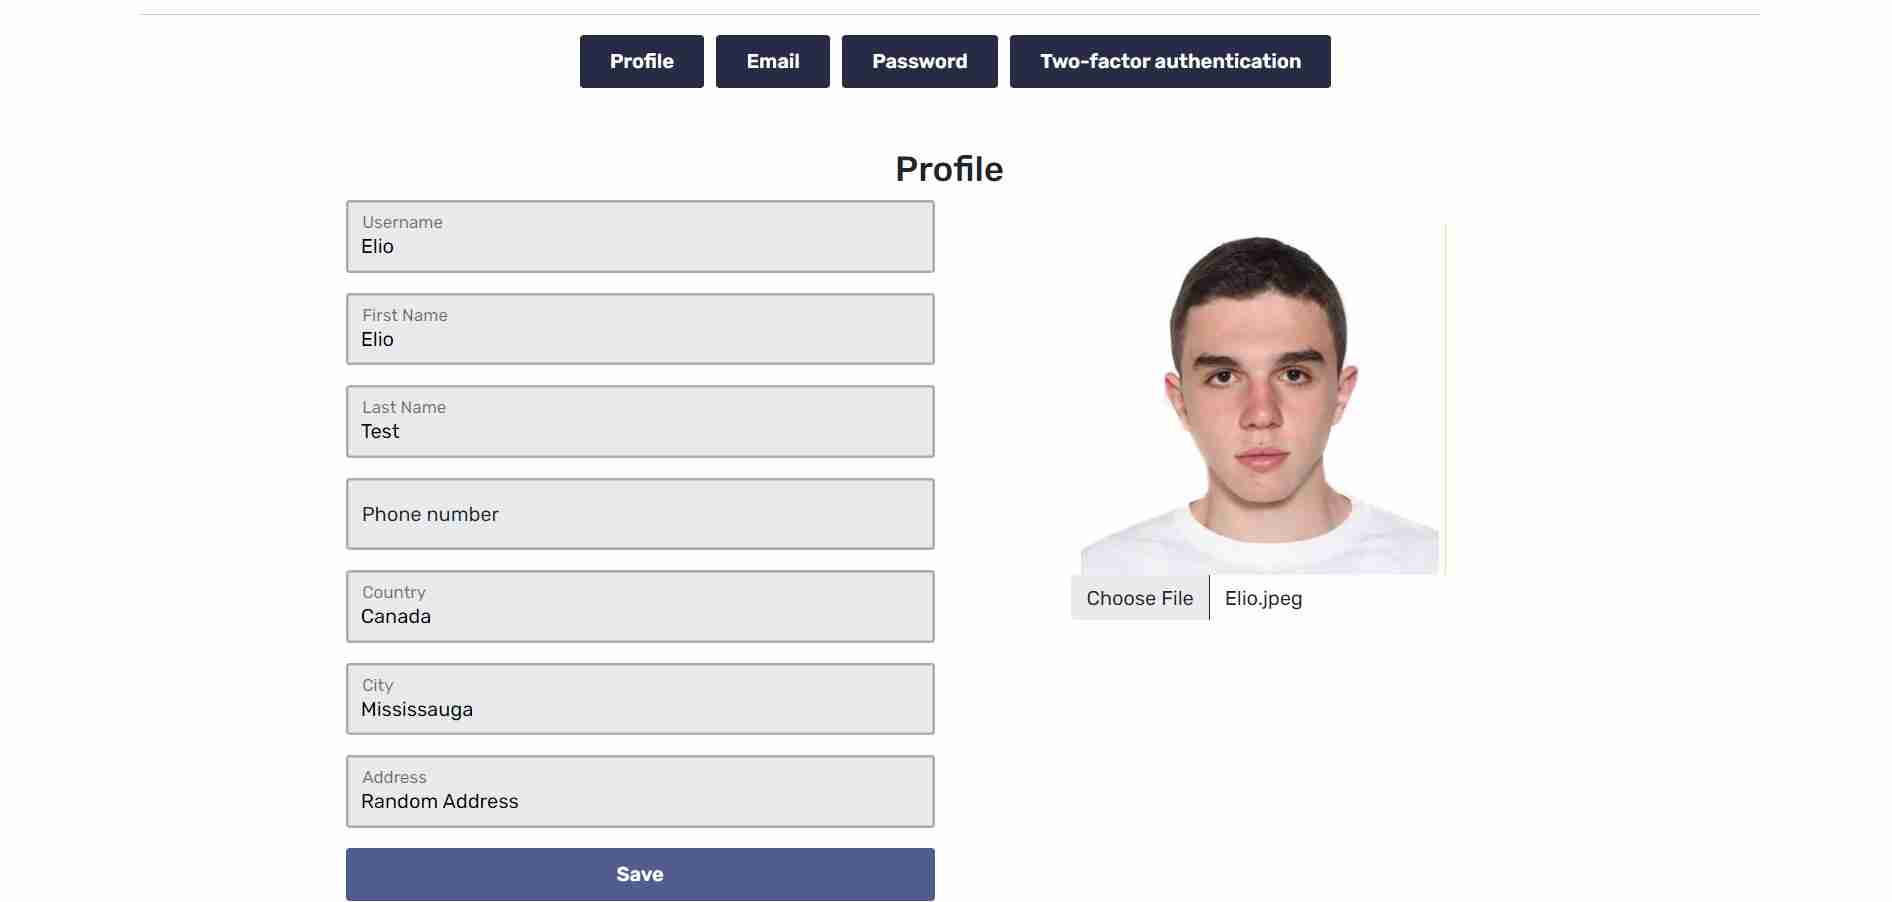 Profile Email Password Two-factor authentication
Profile
Username
Elio
First Name
Elio
Last Name
Test
Phone number
Country
Canada
City
Mississauga
Address
Random Address
Save
Choose File Elio.jpeg